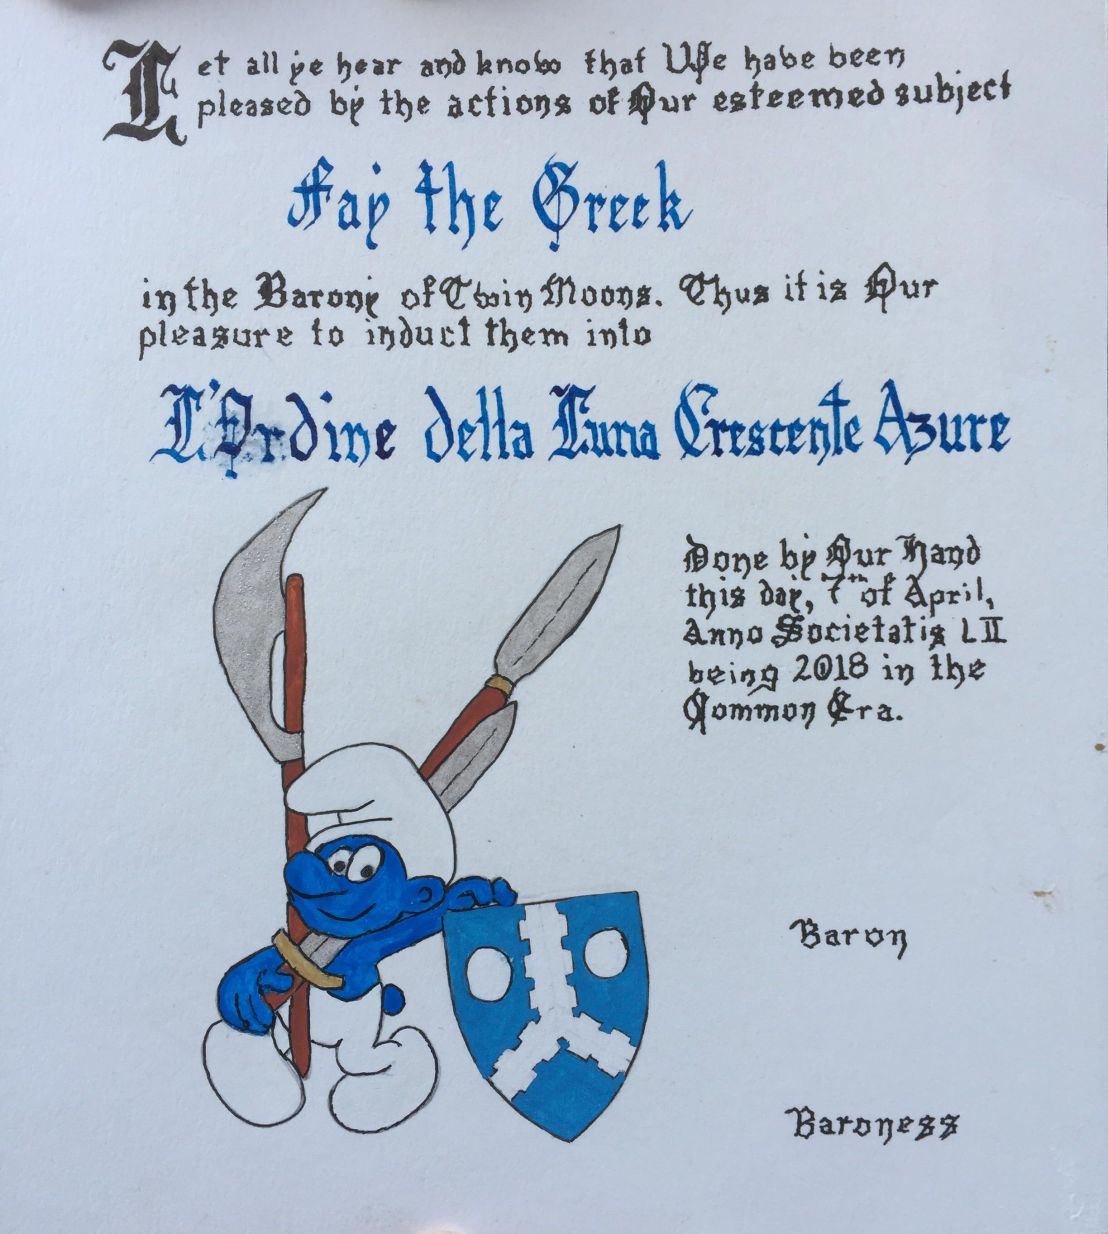 Let all ye hear and know that We have been
pleased by the actions of Our esteemed subject
Fay the Greek
in the Barony of Twin Moons. Thus it is Our
pleasure to induct them into
L'Ordine della Luna Crescente Azure
Done by Our Hand
this day, 7th of April,
Anno Societatis LII
being 2018 in the
Common Era.
Baron
Baroness